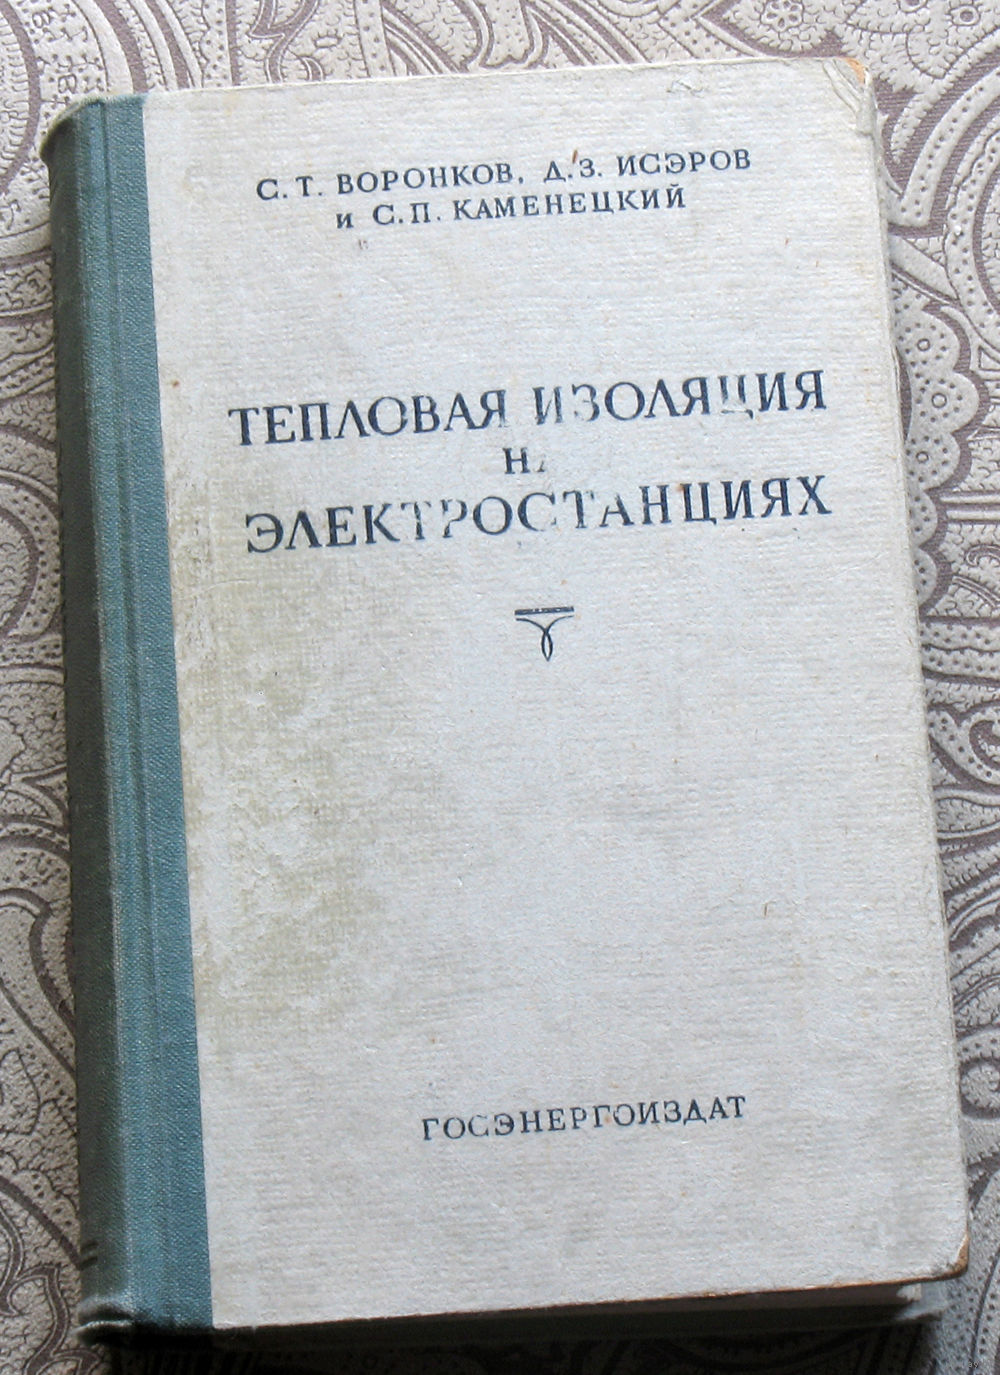 С. Т. ВОРОНКОВ, Д. З. ИСЭРОВ
и С. П. КАМЕНЕЦКИЙ
ТЕПЛОВАЯ ИЗОЛЯЦИЯ
НА
ЭЛЕКТРОСТАНЦИЯХ
ГОСЭНЕРГОИЗДАТ